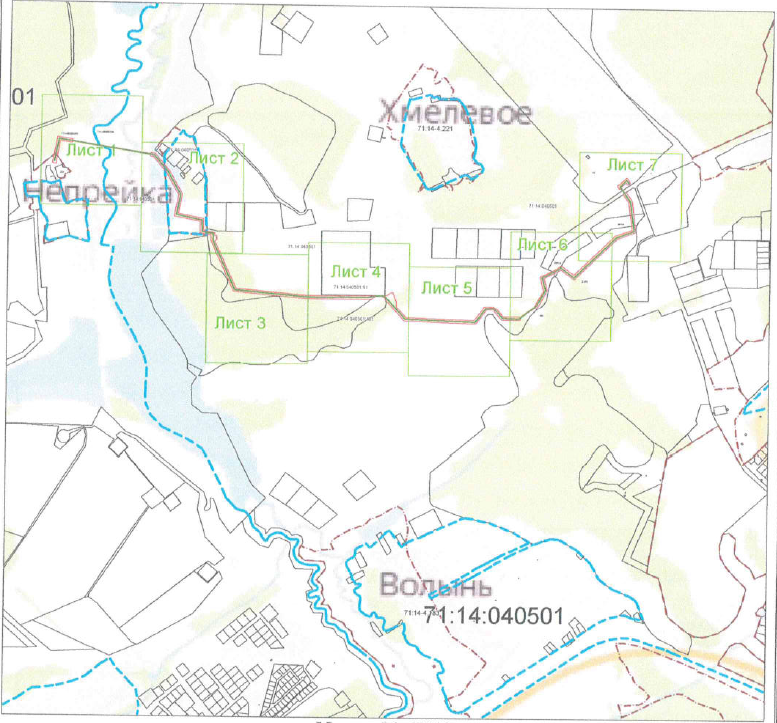 Хмелевое
71:14-4.221
01
Лист 1
Лист 2
Лист 7
Непрейка
Лист 6
Лист 4
Лист 5
Лист 3
Волынь
71:14:040501